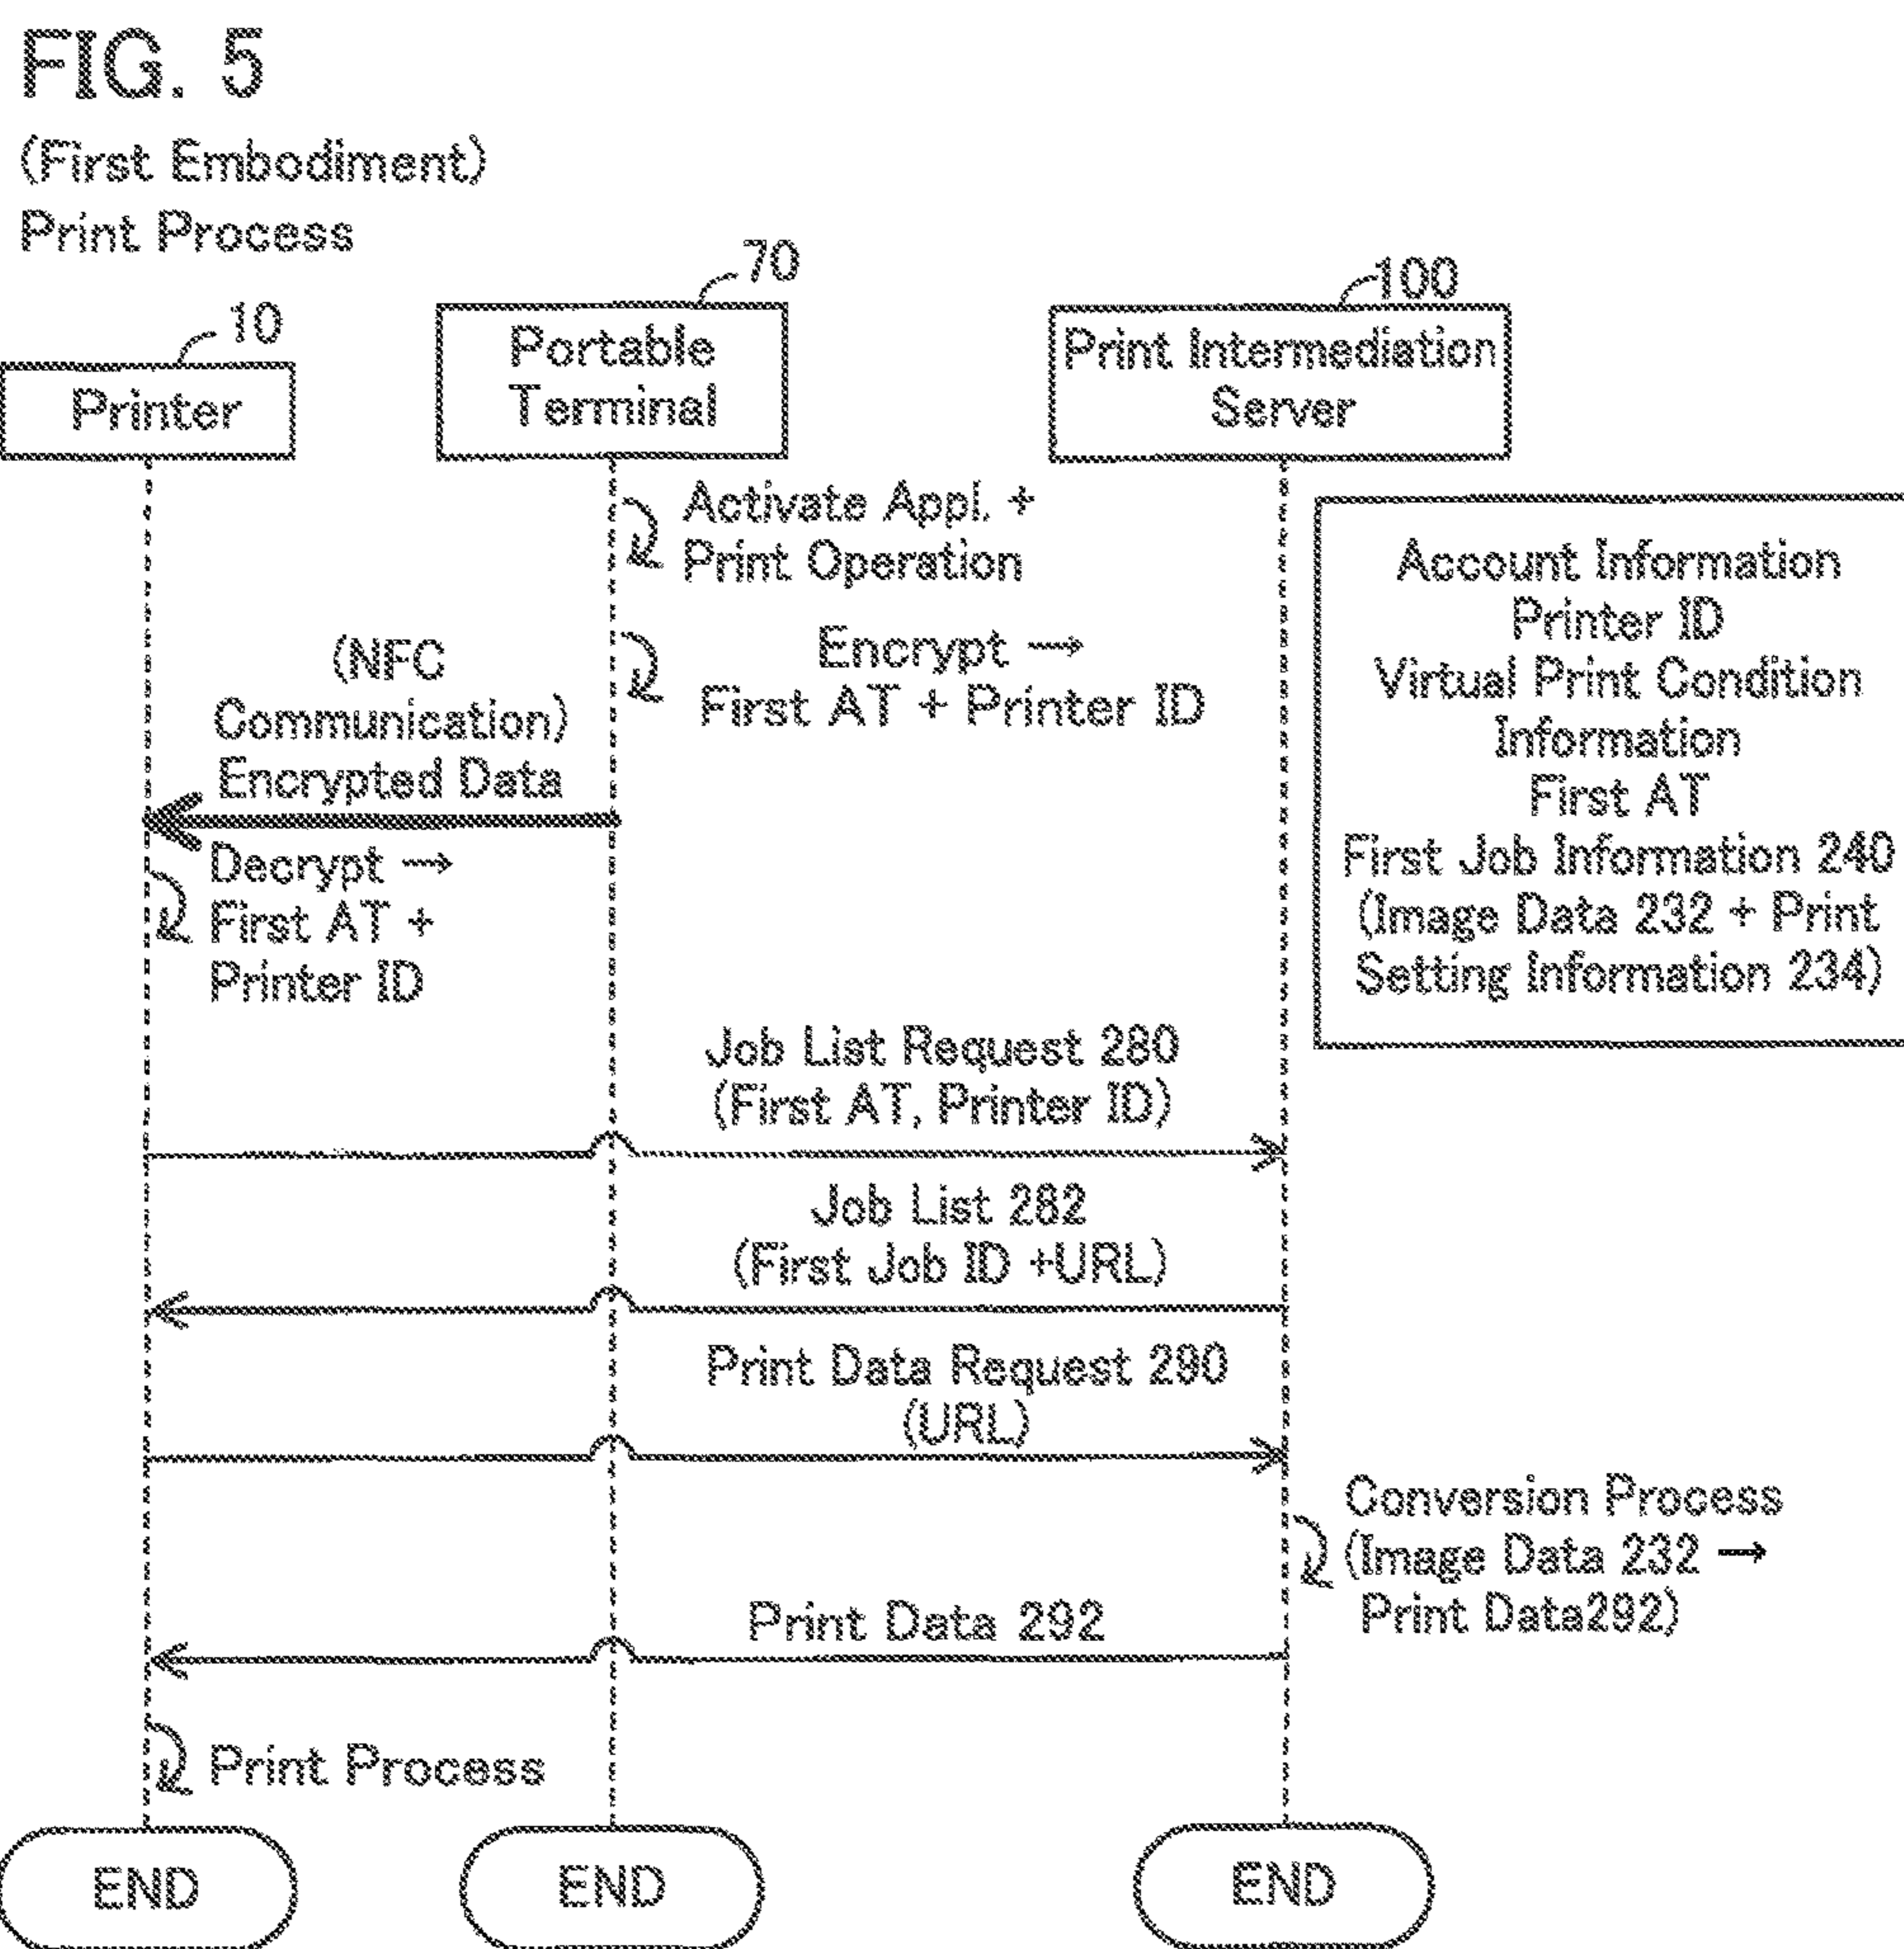 FIG. 5
(First Embodiment)
Print Process
10
Printer
70
Portable
Terminal
100
Print Intermediation
Server
Activate Appl. +
Print Operation
Encrypt →
First AT + Printer ID
(NFC
Communication)
Encrypted Data
Decrypt →
First AT +
Printer ID
Account Information
Printer ID
Virtual Print Condition
Information
First AT
First Job Information 240
(Image Data 232 + Print
Setting Information 234)
Job List Request 280
(First AT, Printer ID)
Job List 282
(First Job ID +URL)
Print Data Request 290
(URL)
Conversion Process
(Image Data 232 →
Print Data292)
Print Data 292
Print Process
END
END
END